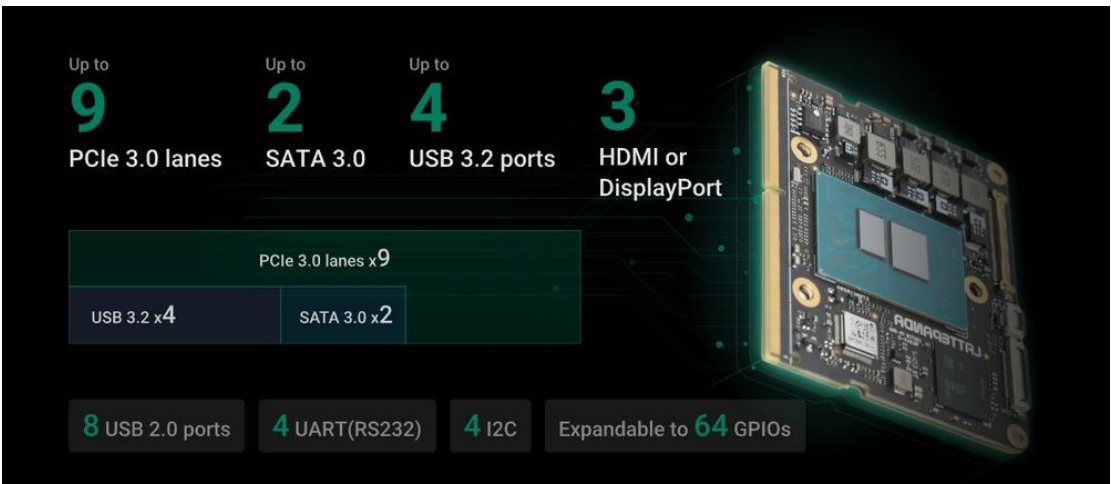 Up to
9
PCIe 3.0 lanes
Up to
2
SATA 3.0
Up to
4
USB 3.2 ports
3
HDMI or
DisplayPort
PCIe 3.0 lanes x9
USB 3.2 x4
SATA 3.0 x2
8 USB 2.0 ports
4 UART(RS232)
4 I2C
Expandable to 64 GPIOs
LATTEPANDA